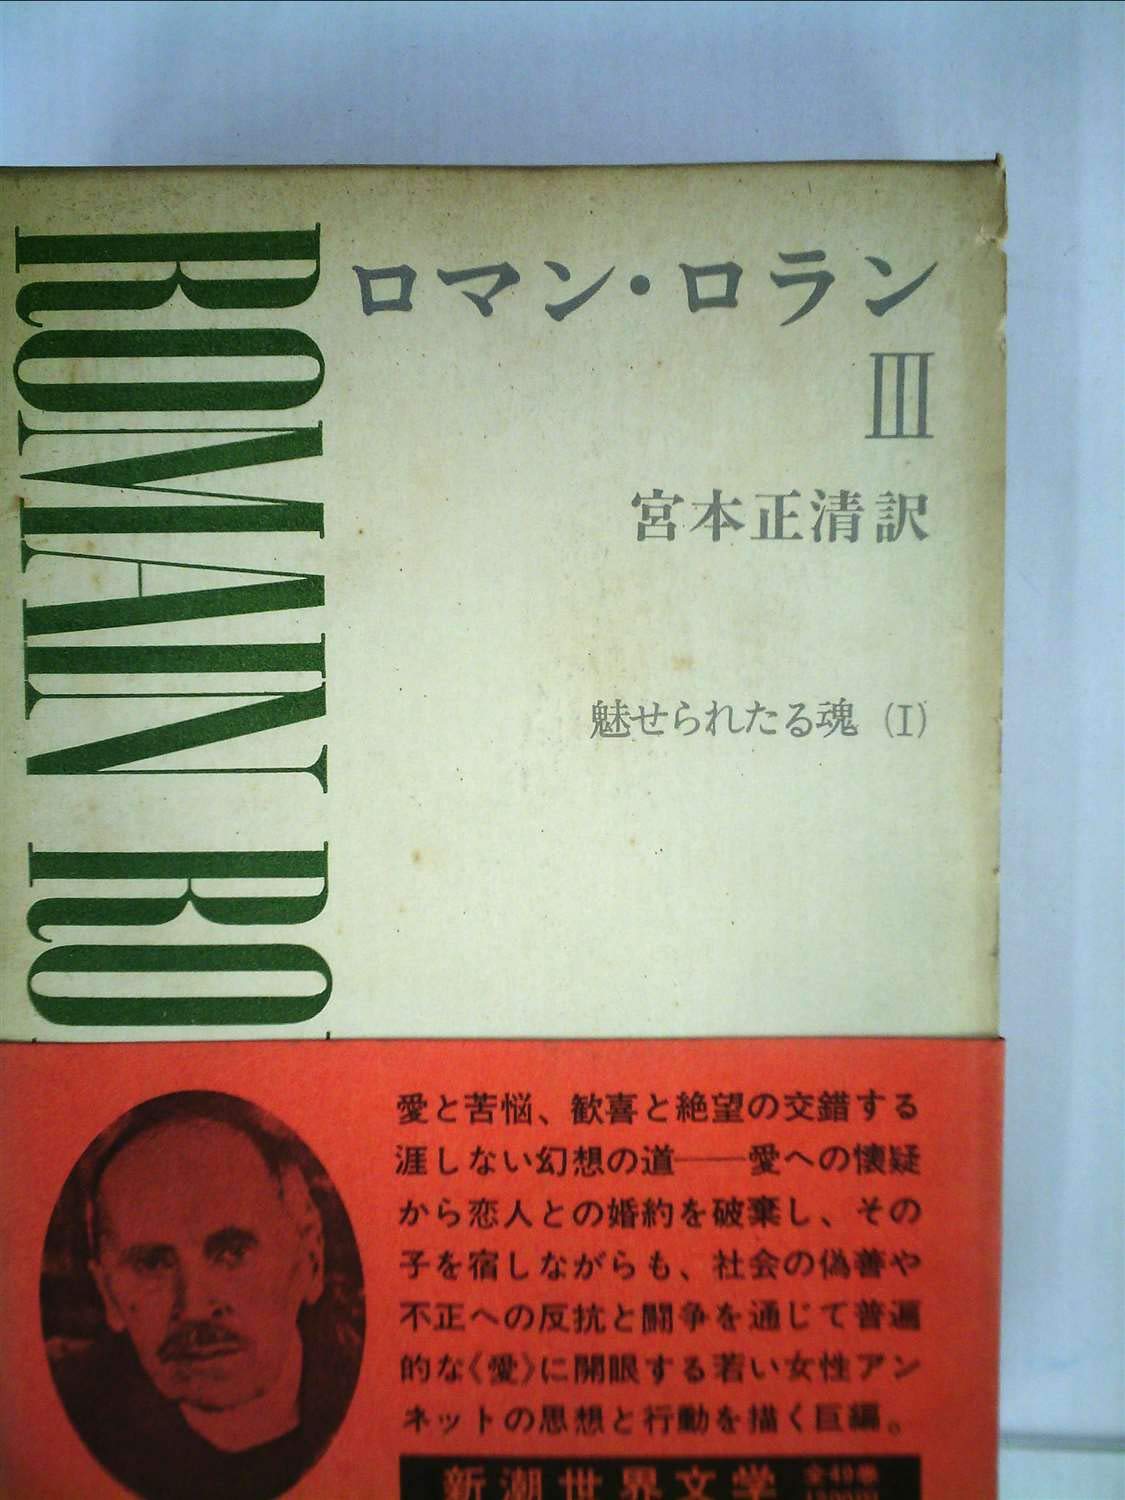 ROMAIN RO
ロマン・ロラン
III
宮本正清訳
魅せられたる魂 (I)
愛と苦悩、歓喜と絶望の交錯する
涯しない幻想の道——愛への懐疑
から恋人との婚約を破棄し、その
子を宿しながらも、社会の偽善や
不正への反抗と闘争を通じて普遍
的な《愛》に開眼する若い女性アン
ネットの思想と行動を描く巨編。
新潮世界文学
全49巻